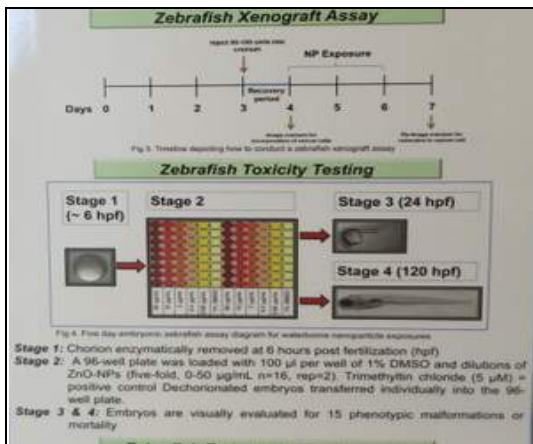 Zebrafish Xenograft Assay
cranium
NP Exposure
Recovery
period
Days 0 1 2 3 4 5 6 7
Fig 3. Timeline depicting how to conduct a zebrafish xenograft assay
Zebrafish Toxicity Testing
Stage 1
(~ 6 hpf)
Stage 2
Stage 3 (24 hpf)
Stage 4 (120 hpf)
Fig 4. Five day embryonic zebrafish assay diagram for waterborne nanoparticle exposures
Stage 1: Chorion enzymatically removed at 6 hours post fertilization (hpf)
Stage 2: A 96-well plate was loaded with 100 µl per well of 1% DMSO and dilutions of
ZnO-NPs (five-fold, 0-50 µg/mL n=16, rep=2). Trimethyltin chloride (5 µM) =
positive control Dechorionated embryos transferred individually into the 96-
well plate.
Stage 3 & 4: Embryos are visually evaluated for 15 phenotypic malformations or
mortality